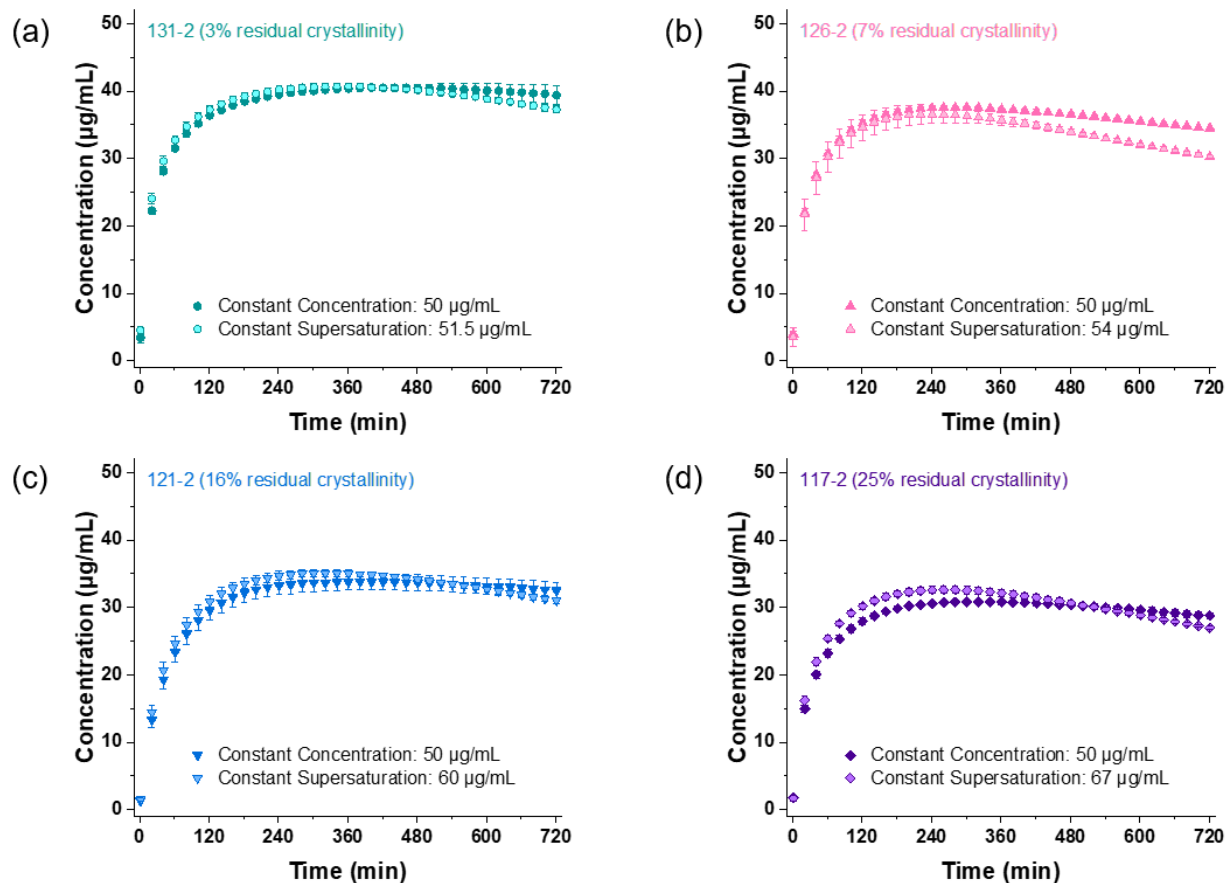 (a)
131-2 (3% residual crystallinity)
Concentration (µg/mL)
50
40
30
20
10
0
Constant Concentration: 50 µg/mL
Constant Supersaturation: 51.5 µg/mL
0 120 240 360 480 600 720
Time (min)
(b)
126-2 (7% residual crystallinity)
Concentration (µg/mL)
50
40
30
20
10
0
Constant Concentration: 50 µg/mL
Constant Supersaturation: 54 µg/mL
0 120 240 360 480 600 720
Time (min)
(c)
121-2 (16% residual crystallinity)
Concentration (µg/mL)
50
40
30
20
10
0
Constant Concentration: 50 µg/mL
Constant Supersaturation: 60 µg/mL
0 120 240 360 480 600 720
Time (min)
(d)
117-2 (25% residual crystallinity)
Concentration (µg/mL)
50
40
30
20
10
0
Constant Concentration: 50 µg/mL
Constant Supersaturation: 67 µg/mL
0 120 240 360 480 600 720
Time (min)